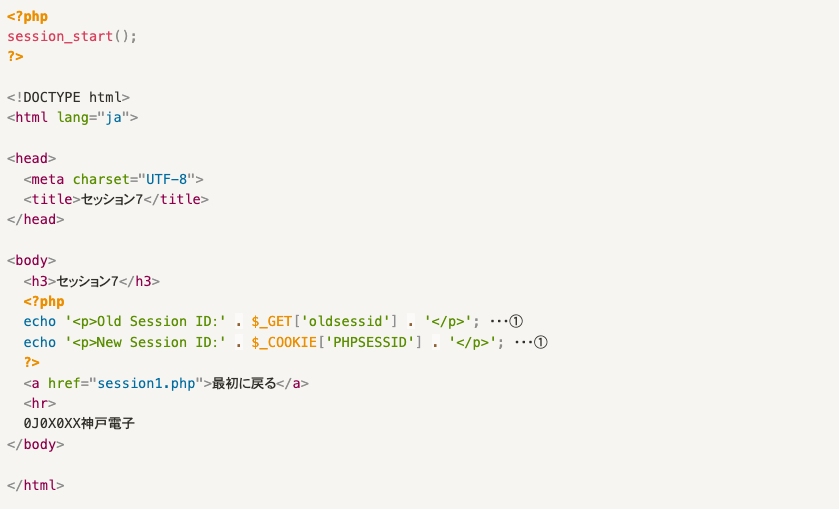 <?php
session_start();
?>
<!DOCTYPE html>
<html lang="ja">
<head>
<meta charset="UTF-8">
<title>セッション7</title>
</head>
<body>
<h3>セッション7</h3>
<?php
echo '<p>Old Session ID:' . $_GET['oldsessid'] . '</p>'; ･･･①
echo '<p>New Session ID:' . $_COOKIE['PHPSESSID'] . '</p>'; ･･･①
?>
<a href="session1.php">最初に戻る</a>
<hr>
0J0X0XX神戸電子
</body>
</html>